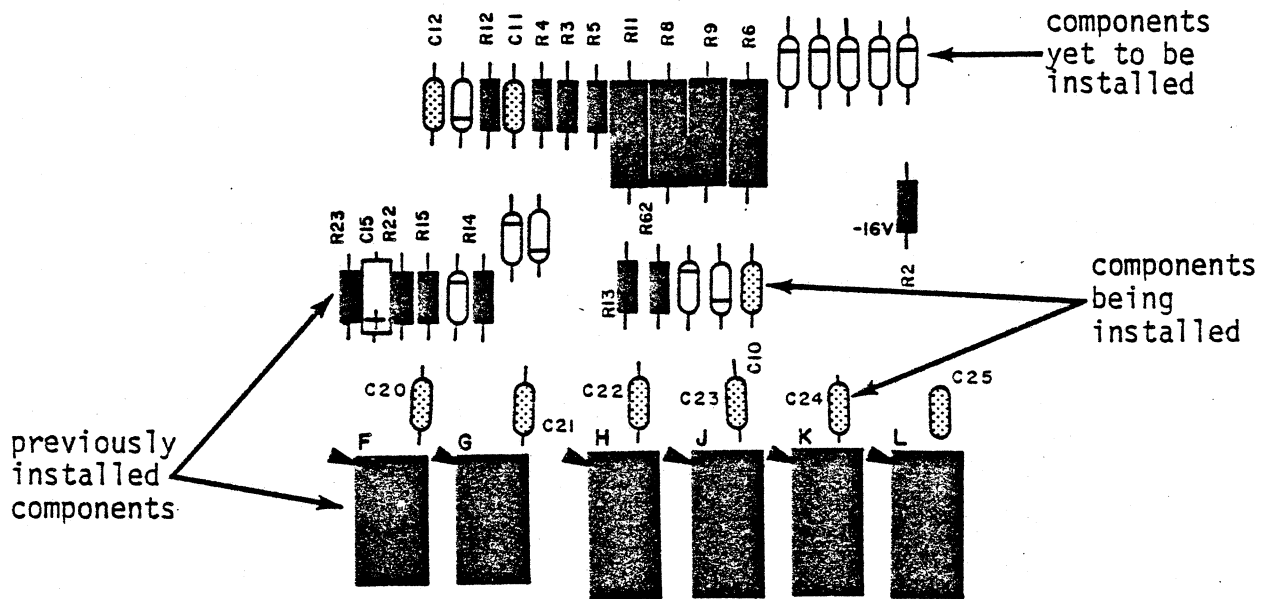 C12 R12 C11 R4 R3 R5 R11 R8 R9 R6
components
yet to be
installed
R23 C15 R22 R15 R14
R62
-16V
R2
R13
C10
components
being
installed
C20 C21 C22 C23 C24 C25
F G H J K L
previously
installed
components